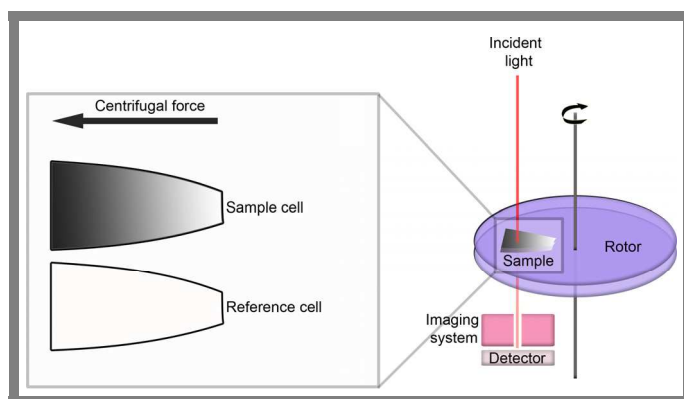 Incident
light
Centrifugal force
Sample cell
Rotor
Sample
Reference cell
Imaging
system
Detector